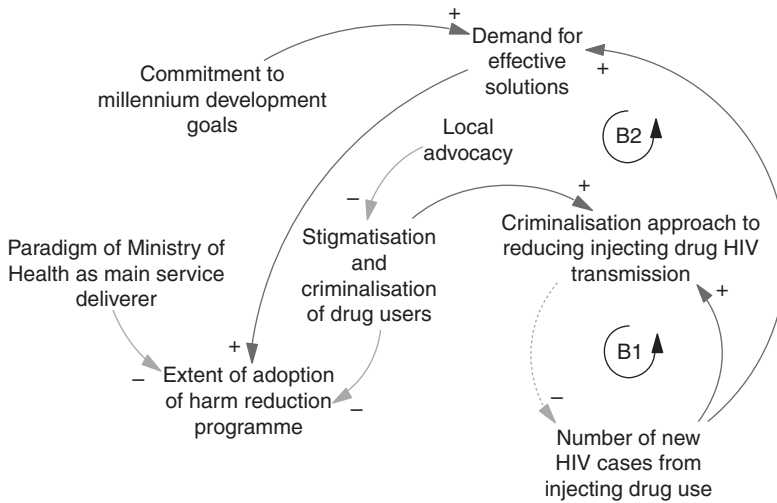 +
Demand for
effective
solutions
+
Commitment to
millennium development
goals
Local
advocacy
B2
–
+
Stigmatisation
and
criminalisation
of drug users
Criminalisation approach to
reducing injecting drug HIV
transmission
Paradigm of Ministry of
Health as main service
deliverer
+
+
B1
–
Extent of adoption
of harm reduction
programme
–
–
Number of new
HIV cases from
injecting drug use